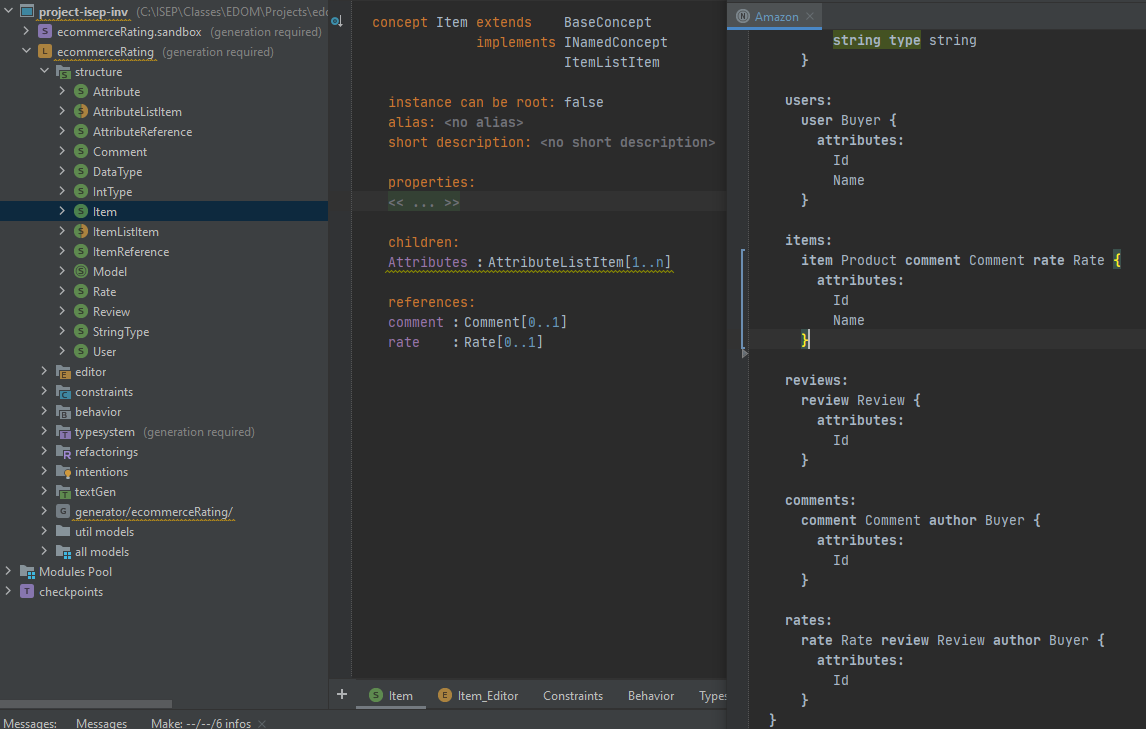 project-isep-inv (C:\ISEP\Classes\EDOM\Projects\edo
ecommerceRating.sandbox (generation required)
ecommerceRating (generation required)
structure
Attribute
AttributeListItem
AttributeReference
Comment
DataType
IntType
Item
ItemListItem
ItemReference
Model
Rate
Review
StringType
User
editor
constraints
behavior
typesystem (generation required)
refactorings
intentions
textGen
generator/ecommerceRating/
util models
all models
Modules Pool
checkpoints
concept Item extends BaseConcept
implements INamedConcept
ItemListItem
instance can be root: false
alias: <no alias>
short description: <no short description>
properties:
<< ... >>
children:
Attributes : AttributeListItem[1..n]
references:
comment : Comment[0..1]
rate : Rate[0..1]
+ Item Item_Editor Constraints Behavior Types
Amazon
string type string
}
users:
user Buyer {
attributes:
Id
Name
}
items:
item Product comment Comment rate Rate {
attributes:
Id
Name
}
reviews:
review Review {
attributes:
Id
}
comments:
comment Comment author Buyer {
attributes:
Id
}
rates:
rate Rate review Review author Buyer {
attributes:
Id
}
}
Messages: Messages Make: --/--/6 infos